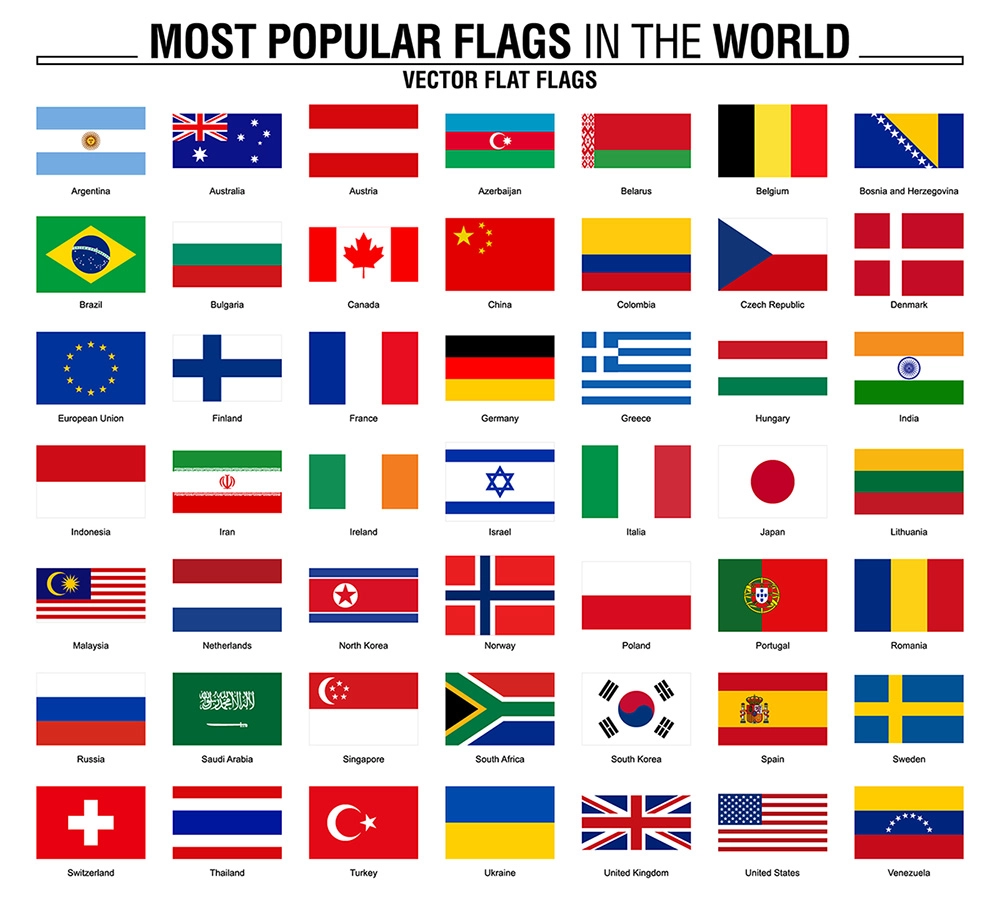 MOST POPULAR FLAGS IN THE WORLD
VECTOR FLAT FLAGS
Argentina
Australia
Austria
Azerbaijan
Belarus
Belgium
Bosnia and Herzegovina
Brazil
Bulgaria
Canada
China
Colombia
Czech Republic
Denmark
European Union
Finland
France
Germany
Greece
Hungary
India
Indonesia
Iran
Ireland
Israel
Italia
Japan
Lithuania
Malaysia
Netherlands
North Korea
Norway
Poland
Portugal
Romania
Russia
Saudi Arabia
Singapore
South Africa
South Korea
Spain
Sweden
Switzerland
Thailand
Turkey
Ukraine
United Kingdom
United States
Venezuela